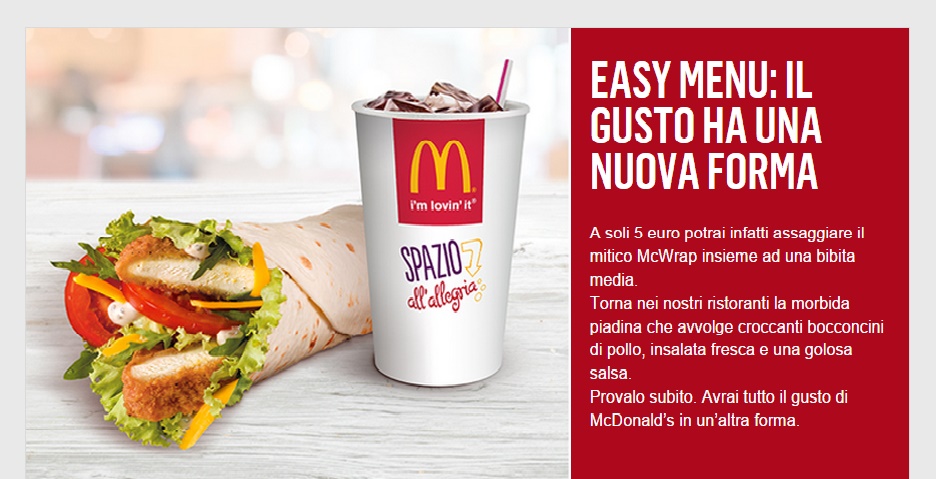 EASY MENU: IL
GUSTO HA UNA
NUOVA FORMA
A soli 5 euro potrai infatti assaggiare il
mitico McWrap insieme ad una bibita
media.
Torna nei nostri ristoranti la morbida
piadina che avvolge croccanti bocconcini
di pollo, insalata fresca e una golosa
salsa.
Provalo subito. Avrai tutto il gusto di
McDonald's in un'altra forma.
i'm lovin' it®
SPAZIO
all'allegria